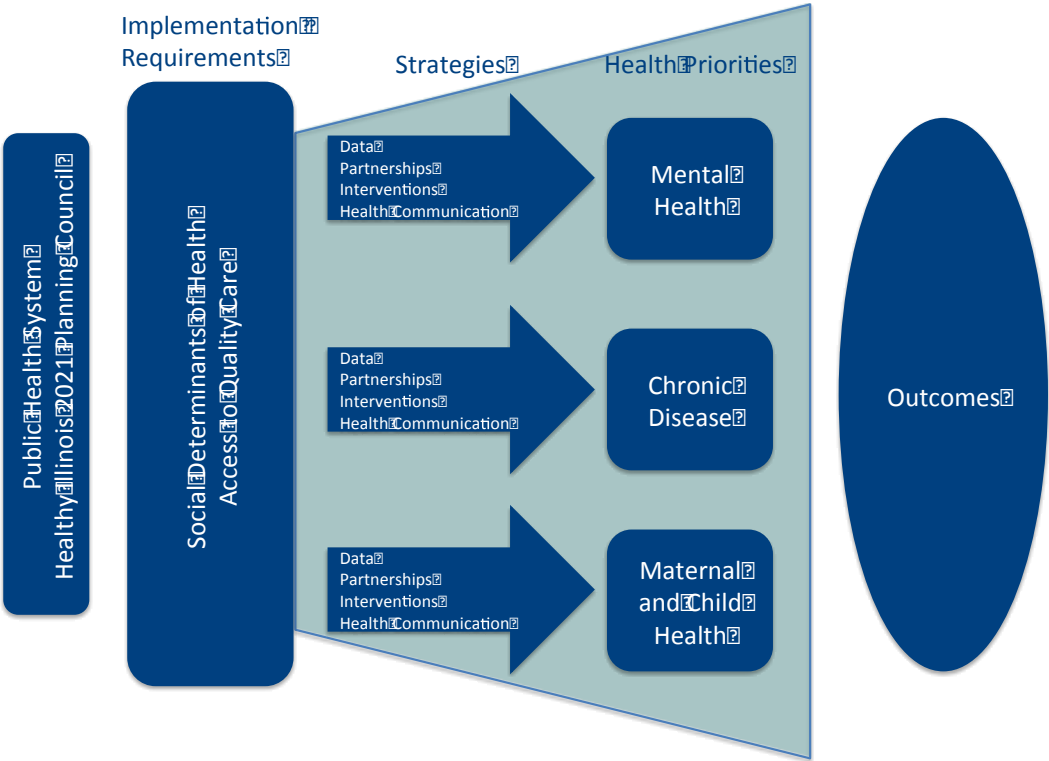 Implementation
Requirements
Strategies
Health Priorities
Public Health System
Healthy Illinois 2021 Planning Council
Social Determinants of Health
Access to Quality Care
Data
Partnerships
Interventions
Health Communication
Mental
Health
Data
Partnerships
Interventions
Health Communication
Chronic
Disease
Data
Partnerships
Interventions
Health Communication
Maternal
and Child
Health
Outcomes